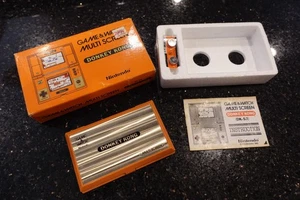 GAME&WATCH
MULTI SCREEN
DONKEY KONG
Nintendo
DONKEY KONG
GAME&WATCH
MULTI SCREEN
DONKEY KONG
INSTRUCTION
Nintendo